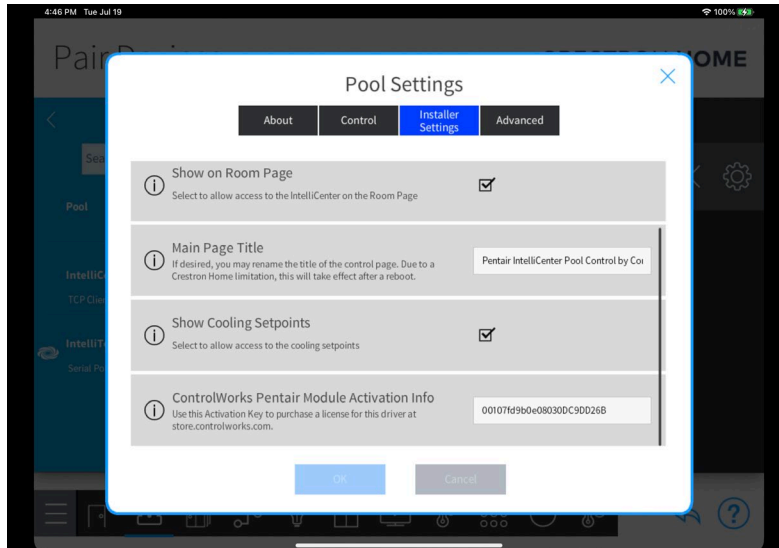 4:46 PM Tue Jul 19
100%
Pair
OME
Pool Settings
About
Control
Installer
Settings
Advanced
Sea
Show on Room Page
Select to allow access to the IntelliCenter on the Room Page
Pool
Main Page Title
If desired, you may rename the title of the control page. Due to a
Crestron Home limitation, this will take effect after a reboot.
Pentair IntelliCenter Pool Control by Co
IntelliC
TCP Clie
Show Cooling Setpoints
Select to allow access to the cooling setpoints
IntelliT
Serial Po
ControlWorks Pentair Module Activation Info
Use this Activation Key to purchase a license for this driver at
store.controlworks.com.
00107fd9b0e08030DC9DD26B
OK
Cancel
?